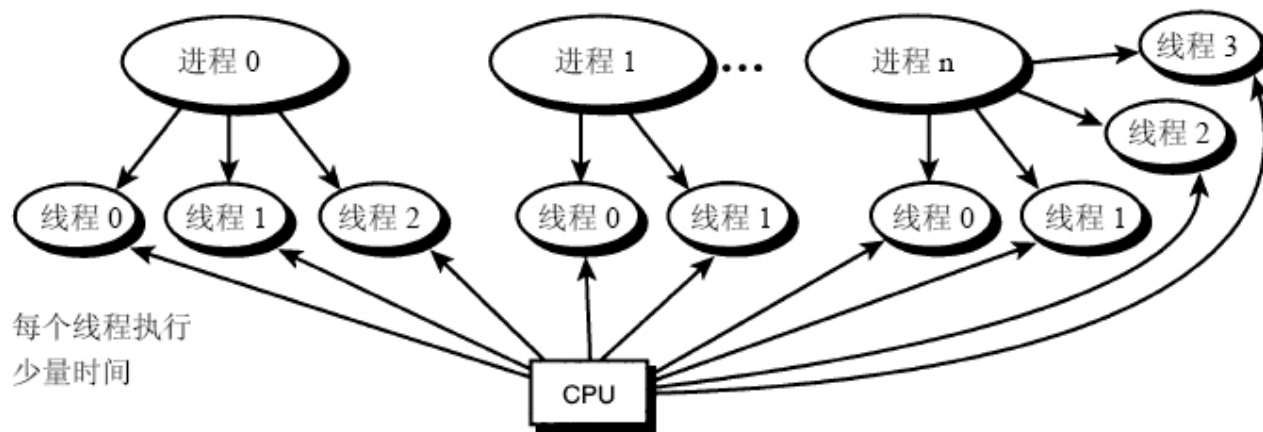 进程 0
进程 1
...
进程 n
线程 3
线程 2
线程 0
线程 1
线程 2
线程 0
线程 1
线程 0
线程 1
每个线程执行
少量时间
CPU